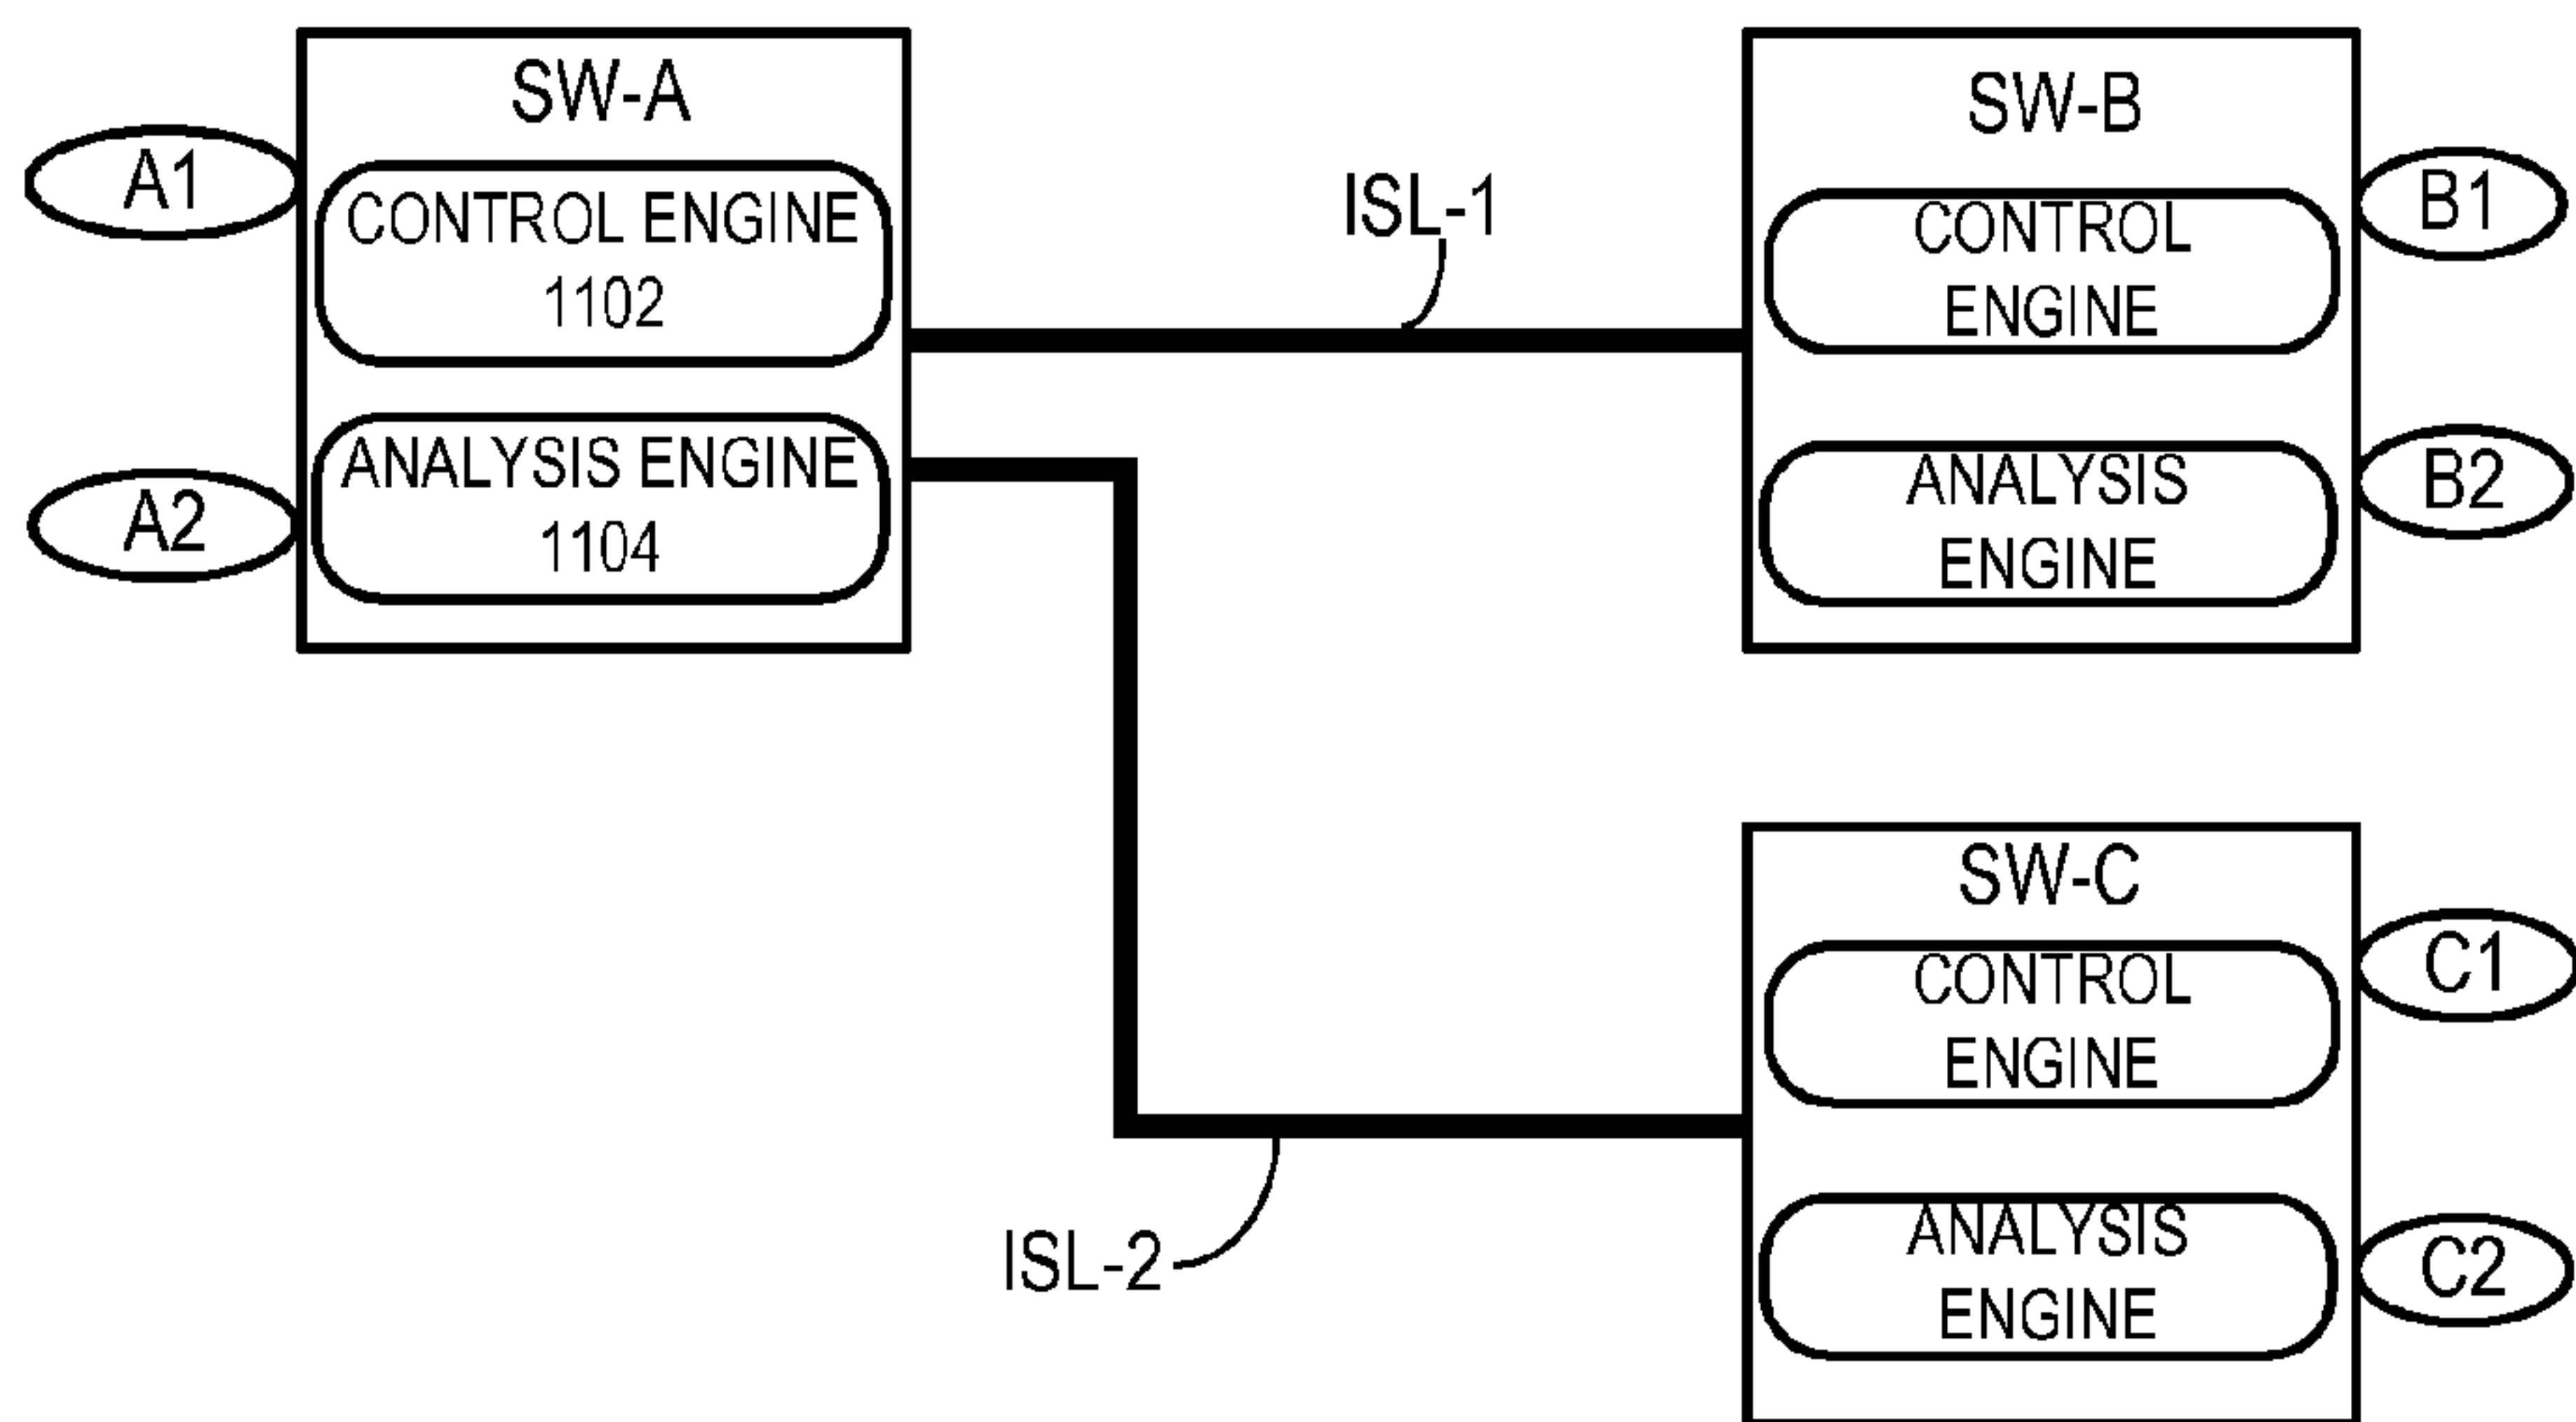 SW-A
A1
CONTROL ENGINE
1102
A2
ANALYSIS ENGINE
1104
ISL-1
SW-B
CONTROL
ENGINE
B1
ANALYSIS
ENGINE
B2
ISL-2
SW-C
CONTROL
ENGINE
C1
ANALYSIS
ENGINE
C2